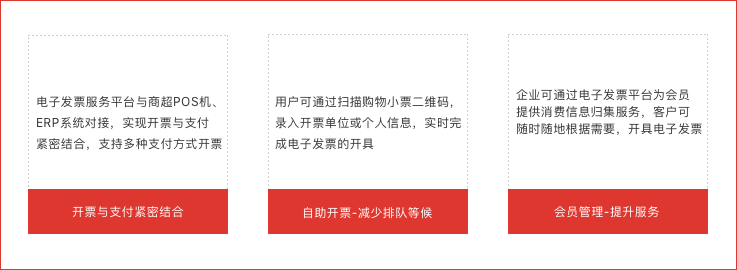 电子发票服务平台与商超POS机、
ERP系统对接，实现开票与支付
紧密结合，支持多种支付方式开票
开票与支付紧密结合
用户可通过扫描购物小票二维码，
录入开票单位或个人信息，实时完
成电子发票的开具
自助开票-减少排队等候
企业可通过电子发票平台为会员
提供消费信息归集服务，客户可
随时随地根据需要，开具电子发票
会员管理-提升服务